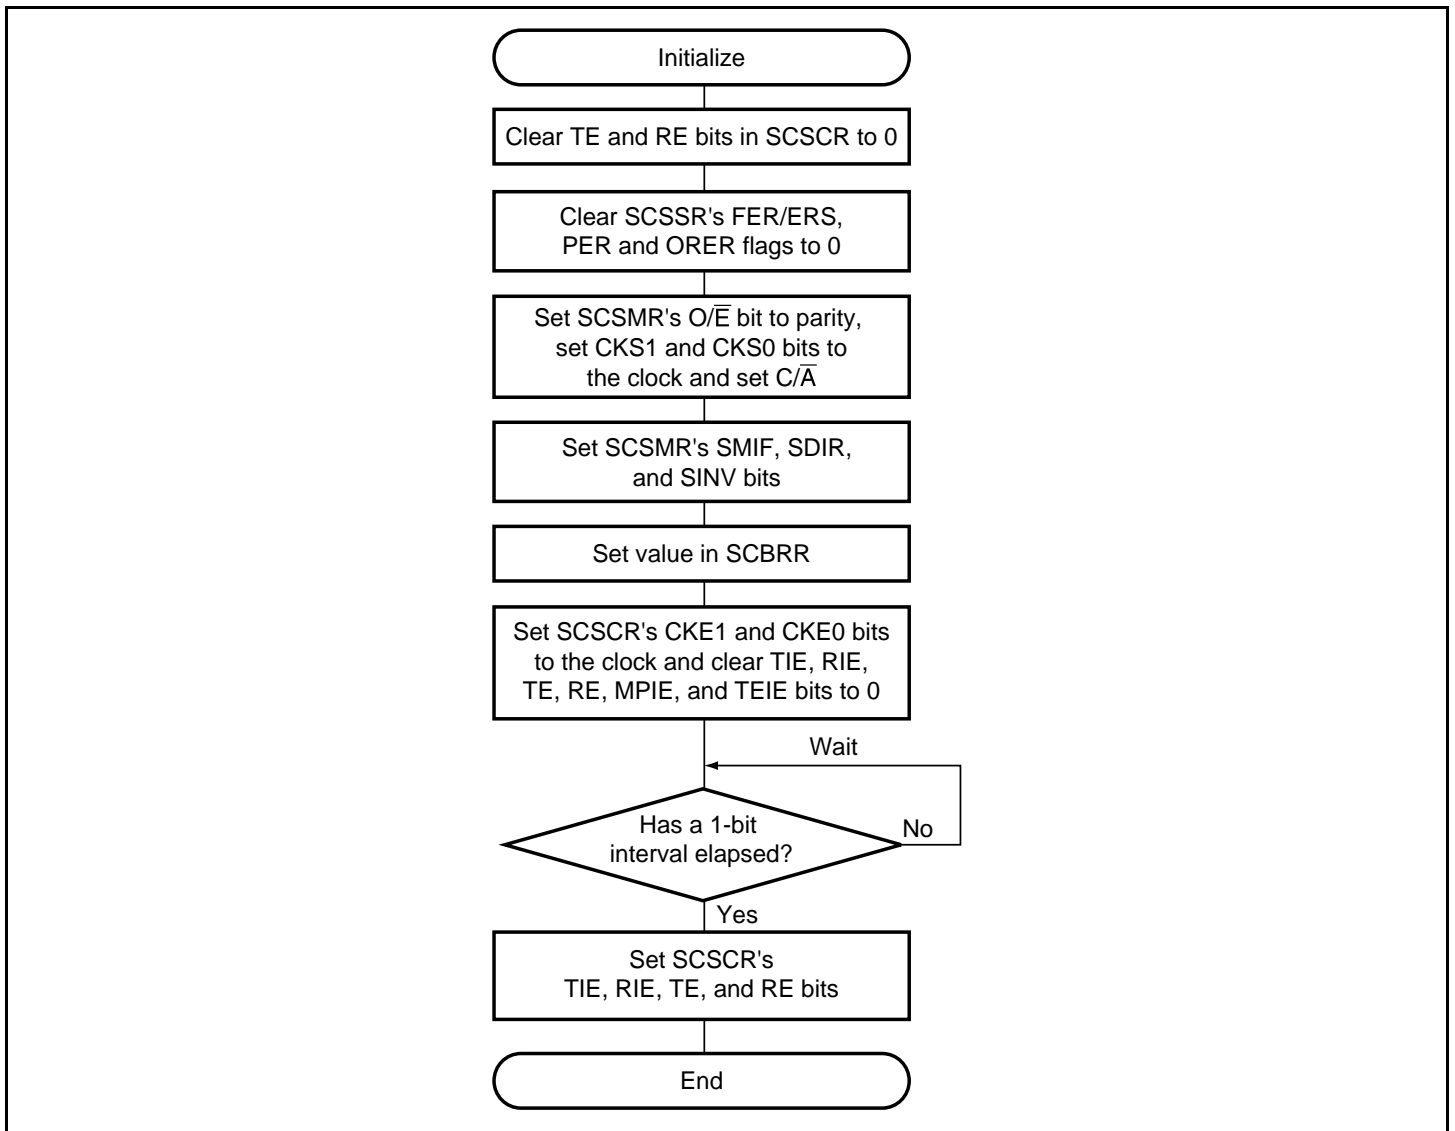 Initialize
Clear TE and RE bits in SCSCR to 0
Clear SCSSR's FER/ERS,
PER and ORER flags to 0
Set SCSMR's O/E̅ bit to parity,
set CKS1 and CKS0 bits to
the clock and set C/A̅
Set SCSMR's SMIF, SDIR,
and SINV bits
Set value in SCBRR
Set SCSCR's CKE1 and CKE0 bits
to the clock and clear TIE, RIE,
TE, RE, MPIE, and TEIE bits to 0
Wait
Has a 1-bit
interval elapsed?
No
Yes
Set SCSCR's
TIE, RIE, TE, and RE bits
End